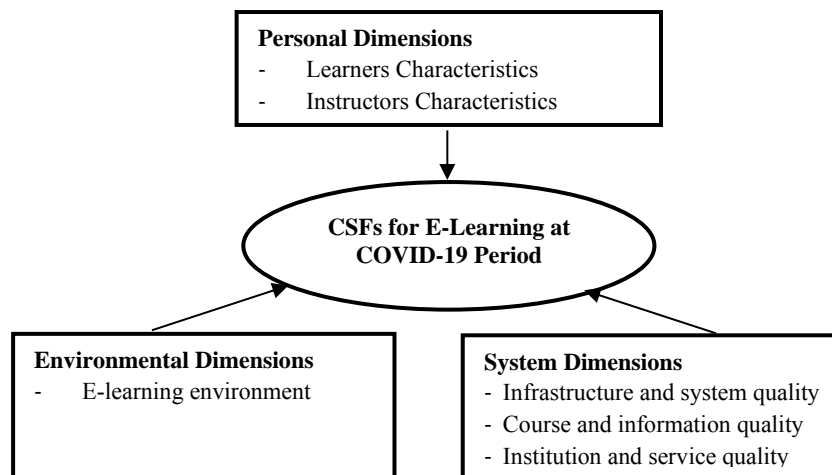 Personal Dimensions
- Learners Characteristics
- Instructors Characteristics
CSFs for E-Learning at
COVID-19 Period
Environmental Dimensions
- E-learning environment
System Dimensions
- Infrastructure and system quality
- Course and information quality
- Institution and service quality